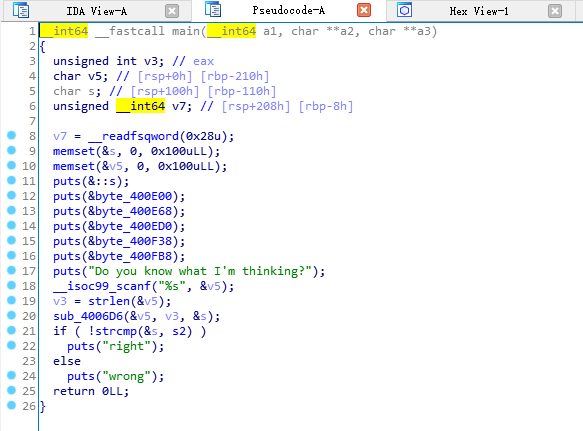 IDA View-A Pseudocode-A Hex View-1
1 __int64 __fastcall main(__int64 a1, char **a2, char **a3)
2 {
3 unsigned int v3; // eax
4 char v5; // [rsp+0h] [rbp-210h]
5 char s; // [rsp+100h] [rbp-110h]
6 unsigned __int64 v7; // [rsp+208h] [rbp-8h]
7
8 v7 = __readfsqword(0x28u);
9 memset(&s, 0, 0x100uLL);
10 memset(&v5, 0, 0x100uLL);
11 puts(&::s);
12 puts(&byte_400E00);
13 puts(&byte_400E68);
14 puts(&byte_400ED0);
15 puts(&byte_400F38);
16 puts(&byte_400FB8);
17 puts("Do you know what I'm thinking?");
18 __isoc99_scanf("%s", &v5);
19 v3 = strlen(&v5);
20 sub_4006D6(&v5, v3, &s);
21 if ( !strcmp(&s, s2) )
22 puts("right");
23 else
24 puts("wrong");
25 return 0LL;
26 }